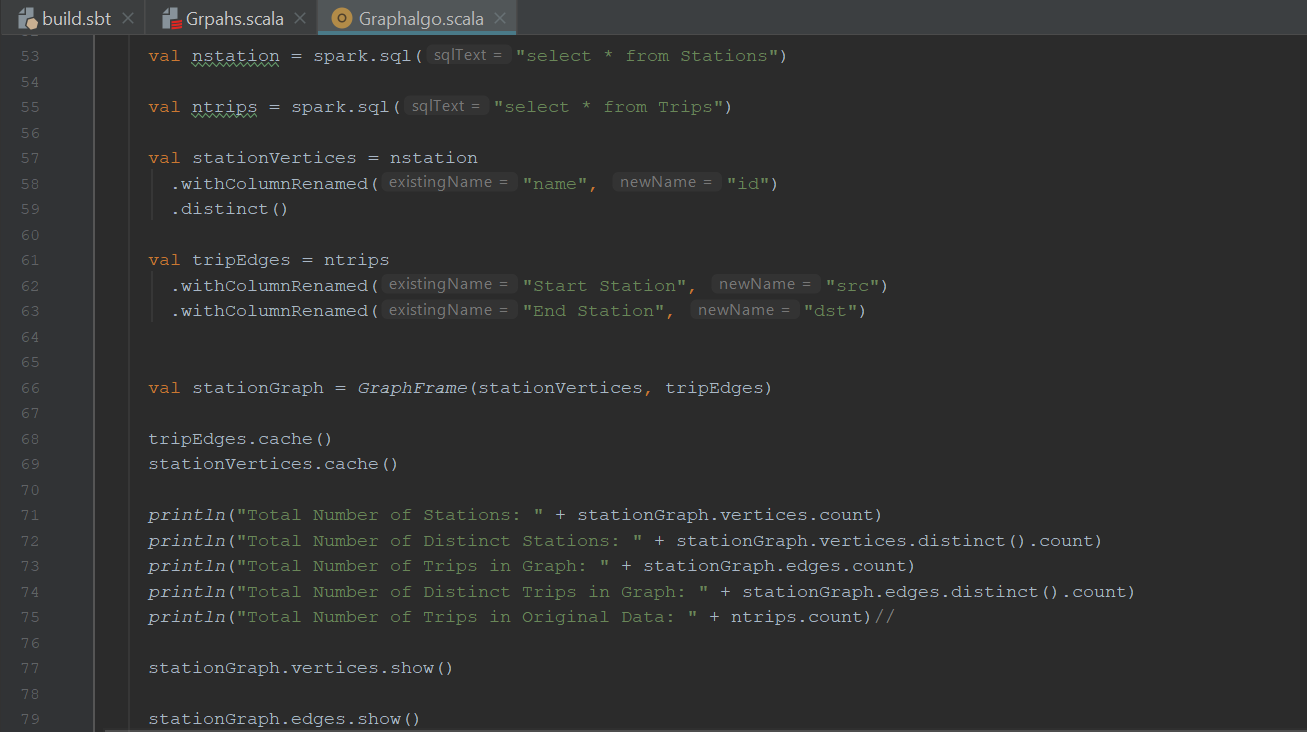 build.sbt Grpahs.scala Graphalgo.scala
53 val nstation = spark.sql( sqlText = "select * from Stations")
54
55 val ntrips = spark.sql( sqlText = "select * from Trips")
56
57 val stationVertices = nstation
58 .withColumnRenamed( existingName = "name", newName = "id")
59 .distinct()
60
61 val tripEdges = ntrips
62 .withColumnRenamed( existingName = "Start Station", newName = "src")
63 .withColumnRenamed( existingName = "End Station", newName = "dst")
64
65
66 val stationGraph = GraphFrame(stationVertices, tripEdges)
67
68 tripEdges.cache()
69 stationVertices.cache()
70
71 println("Total Number of Stations: " + stationGraph.vertices.count)
72 println("Total Number of Distinct Stations: " + stationGraph.vertices.distinct().count)
73 println("Total Number of Trips in Graph: " + stationGraph.edges.count)
74 println("Total Number of Distinct Trips in Graph: " + stationGraph.edges.distinct().count)
75 println("Total Number of Trips in Original Data: " + ntrips.count)//
76
77 stationGraph.vertices.show()
78
79 stationGraph.edges.show()